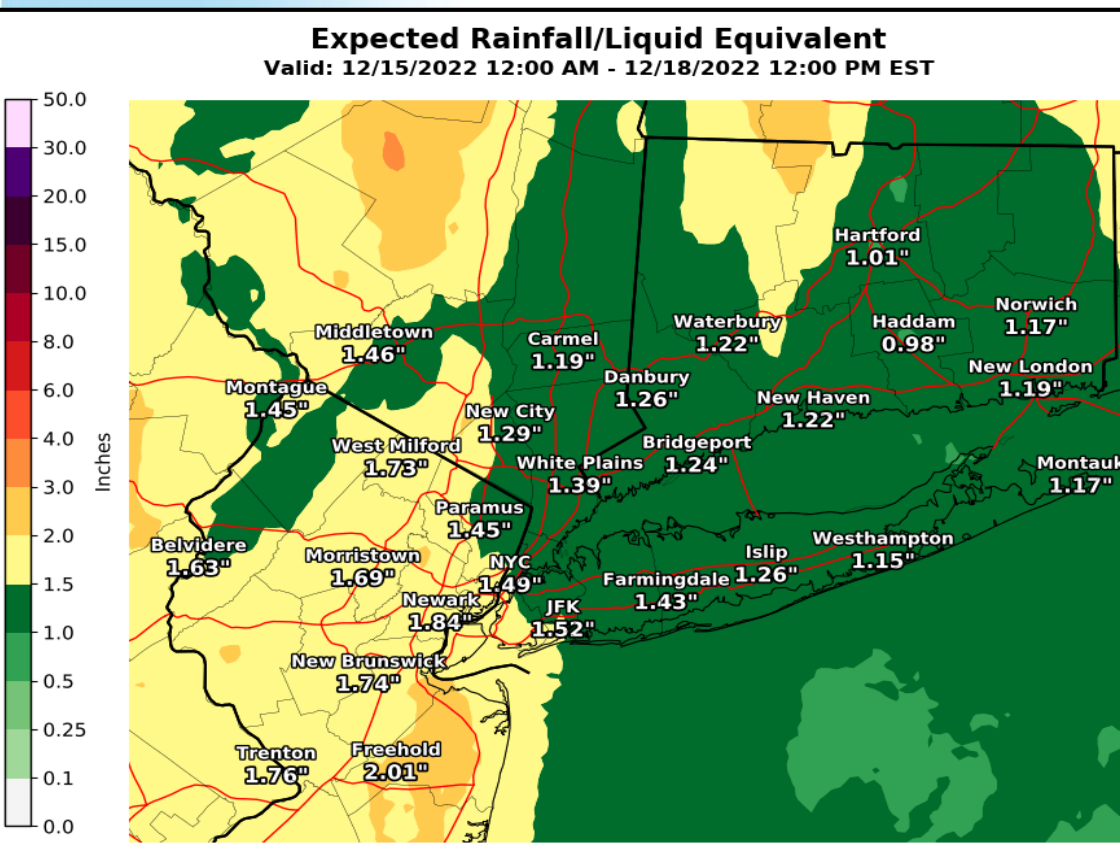 Expected Rainfall/Liquid Equivalent
Valid: 12/15/2022 12:00 AM - 12/18/2022 12:00 PM EST
50.0
30.0
20.0
15.0
10.0
8.0
6.0
4.0
3.0
2.0
1.5
1.0
0.5
0.25
0.1
0.0
Inches
Hartford
1.01"
Norwich
1.17"
Middletown
1.46"
Carmel
1.19"
Waterbury
1.22"
Haddam
0.98"
Montague
1.45"
Danbury
1.26"
New London
1.19"
New City
1.29"
New Haven
1.22"
West Milford
1.73"
White Plains
1.39"
Bridgeport
1.24"
Montauk
1.17"
Paramus
1.45"
Belvidere
1.63"
Morristown
1.69"
NYC
1.49"
Islip
1.26"
Westhampton
1.15"
Newark
1.84"
JFK
1.52"
Farmingdale
1.43"
New Brunswick
1.74"
Trenton
1.76"
Freehold
2.01"